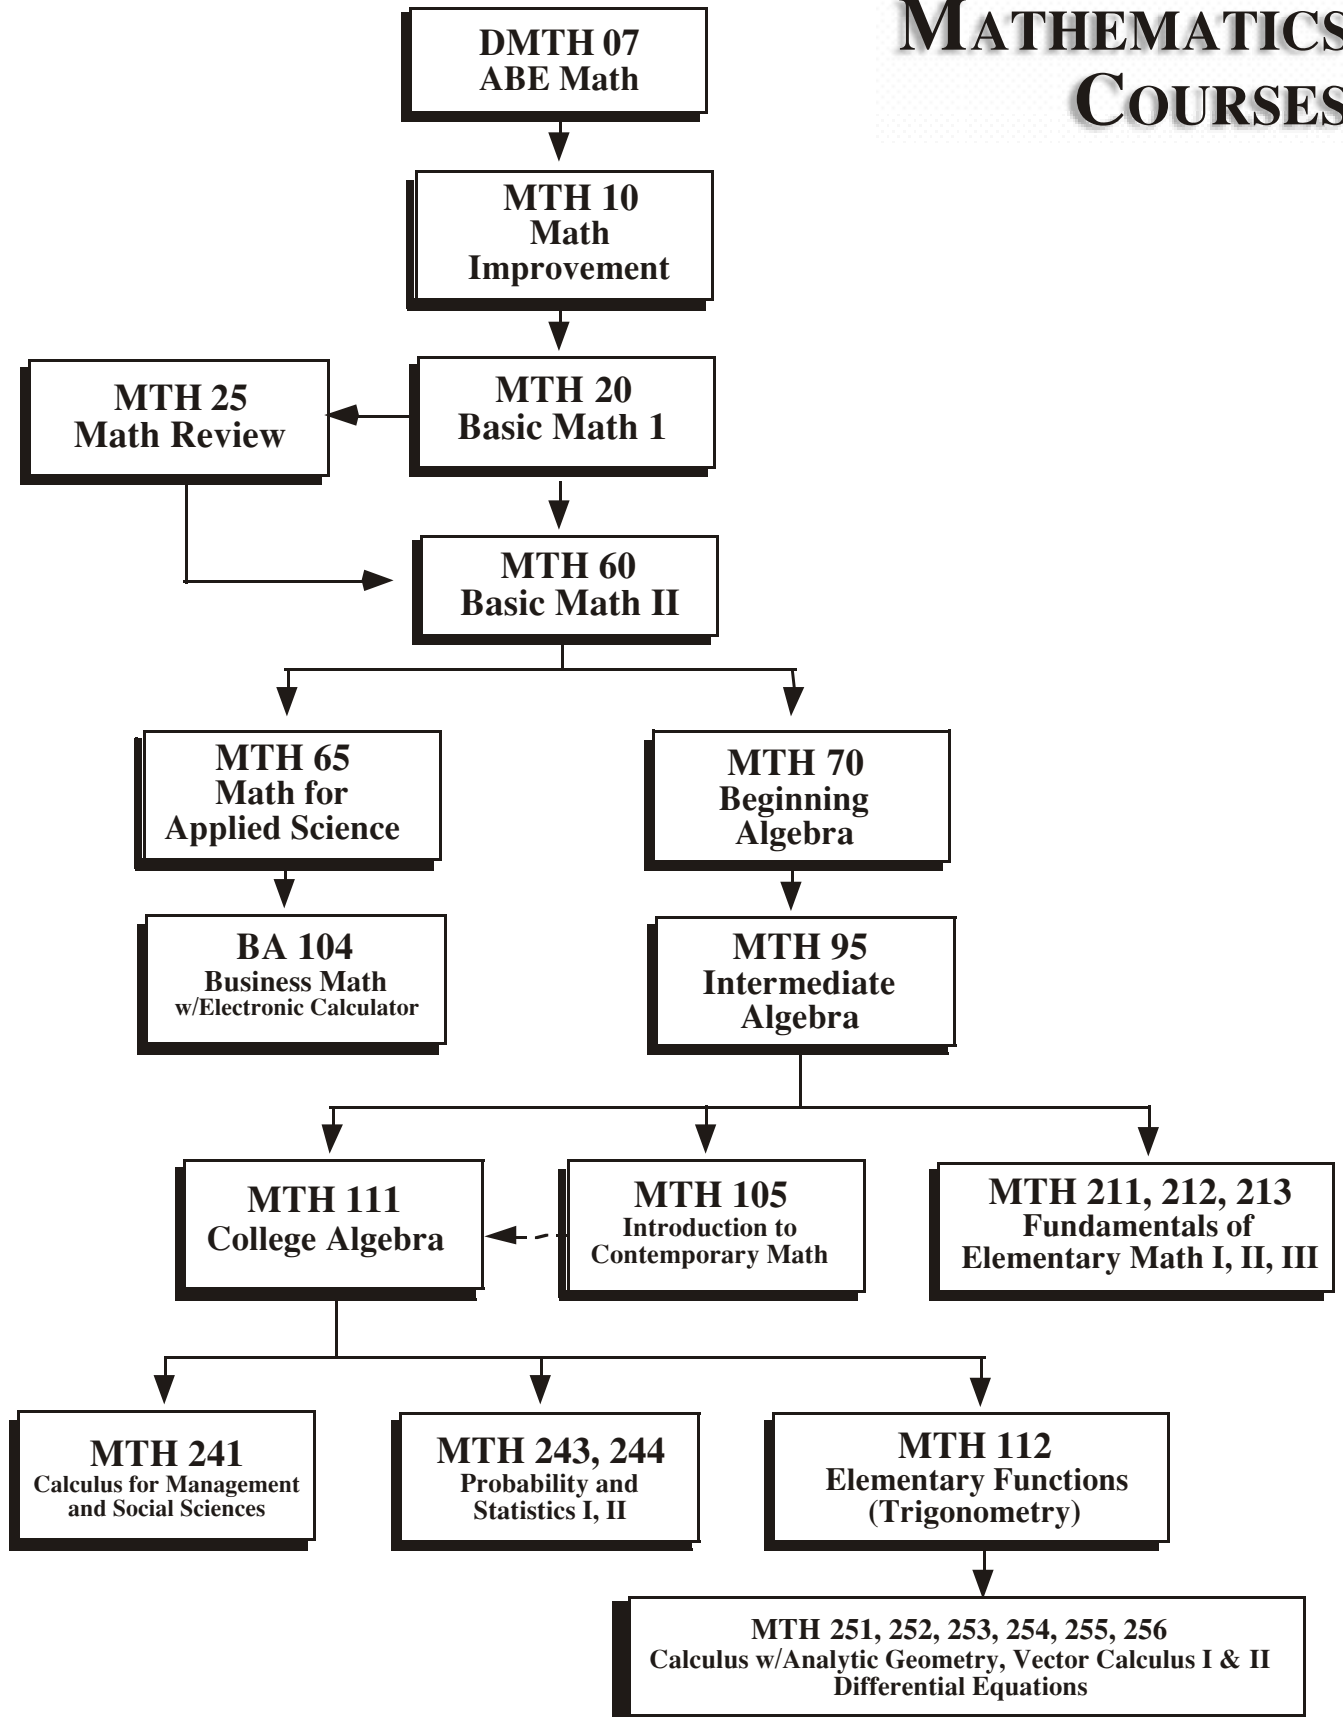 MATHEMATICS
COURSES
DMTH 07
ABE Math
MTH 10
Math
Improvement
MTH 25
Math Review
MTH 20
Basic Math 1
MTH 60
Basic Math II
MTH 65
Math for
Applied Science
MTH 70
Beginning
Algebra
BA 104
Business Math
w/Electronic Calculator
MTH 95
Intermediate
Algebra
MTH 111
College Algebra
MTH 105
Introduction to
Contemporary Math
MTH 211, 212, 213
Fundamentals of
Elementary Math I, II, III
MTH 241
Calculus for Management
and Social Sciences
MTH 243, 244
Probability and
Statistics I, II
MTH 112
Elementary Functions
(Trigonometry)
MTH 251, 252, 253, 254, 255, 256
Calculus w/Analytic Geometry, Vector Calculus I & II
Differential Equations